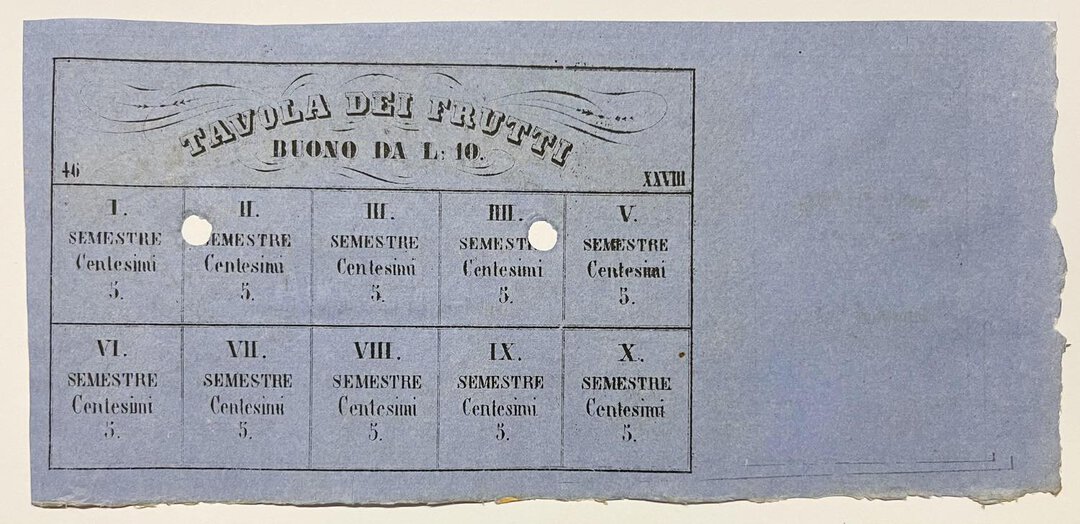 TAVOLA DEI FRUTTI
BUONO DA L: 10.
46
XXVIII
I.
SEMESTRE
Centesimi
5.
II.
SEMESTRE
Centesimi
5.
III.
SEMESTRE
Centesimi
5.
IIII.
SEMESTRE
Centesimi
5.
V.
SEMESTRE
Centesimi
5.
VI.
SEMESTRE
Centesimi
5.
VII.
SEMESTRE
Centesimi
5.
VIII.
SEMESTRE
Centesimi
5.
IX.
SEMESTRE
Centesimi
5.
X.
SEMESTRE
Centesimi
5.